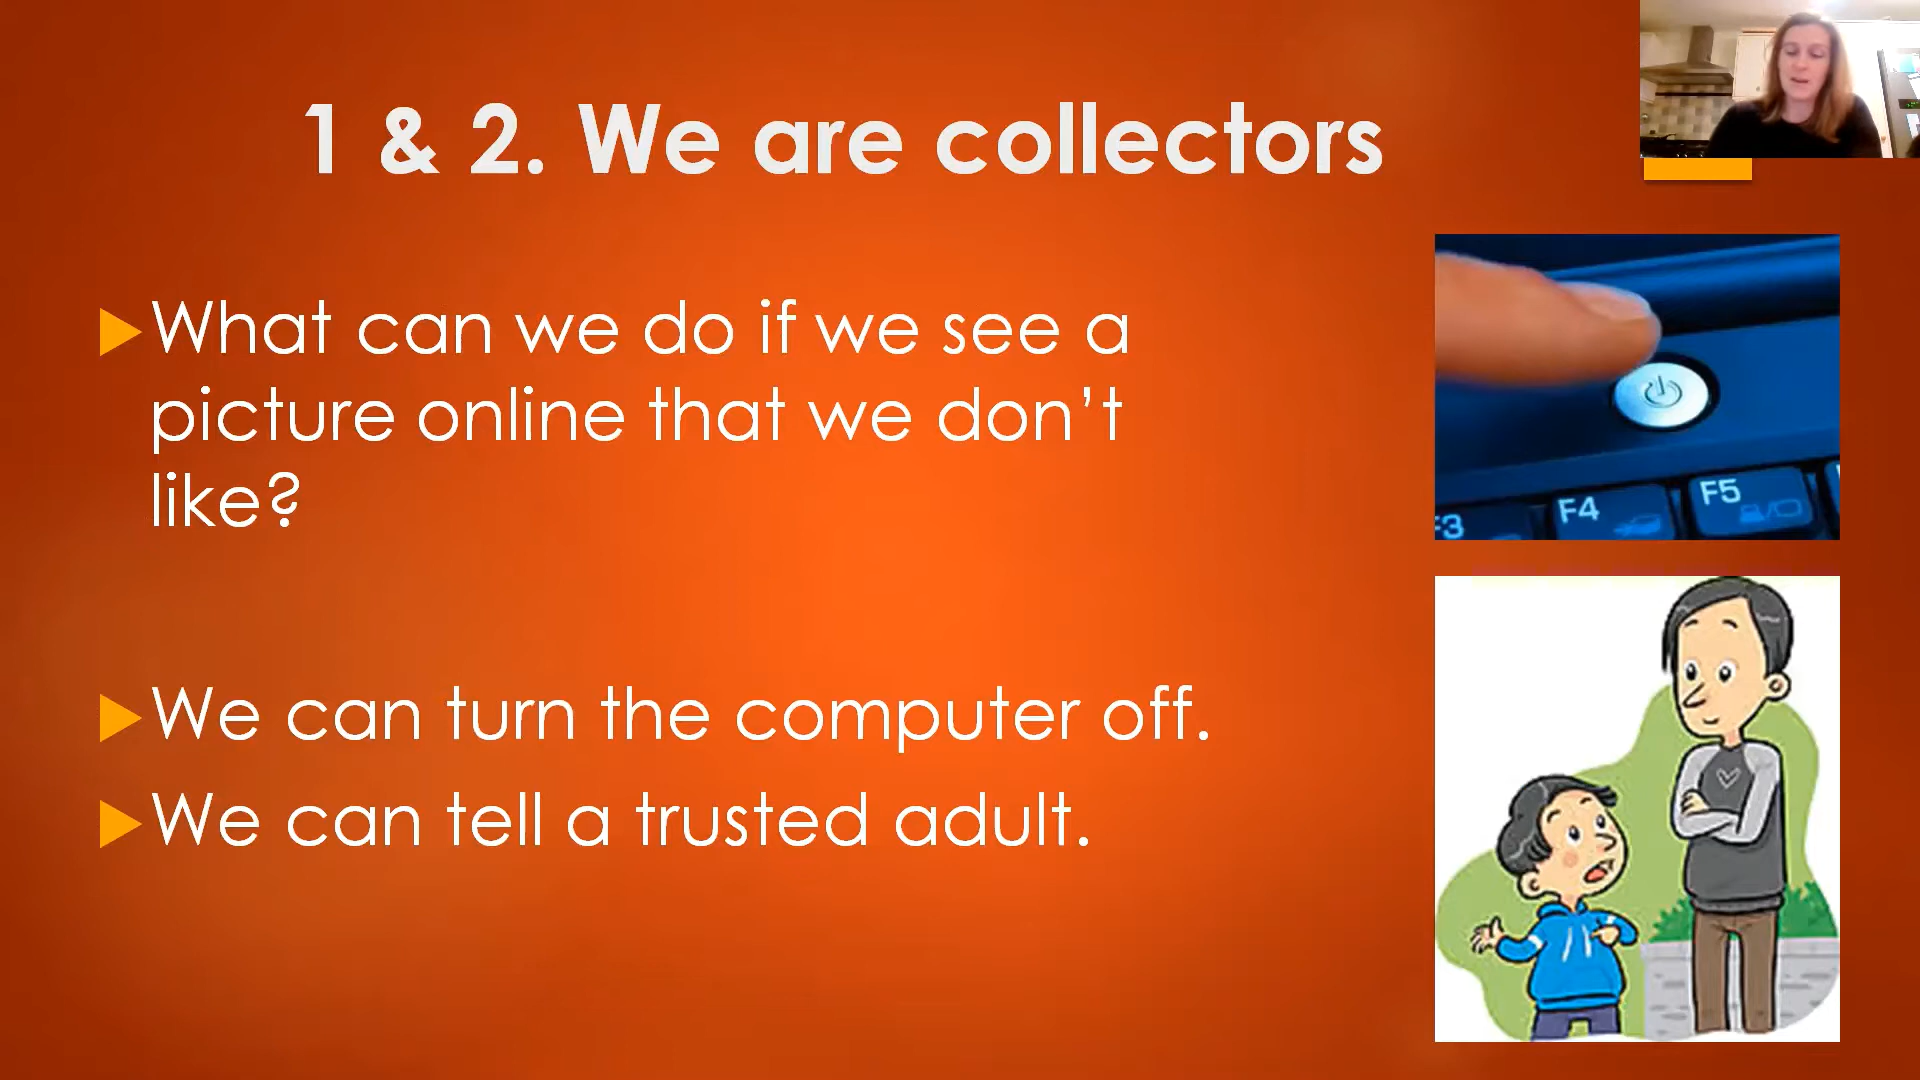 1 & 2. We are collectors
What can we do if we see a
picture online that we don’t
like?
We can turn the computer off.
We can tell a trusted adult.
F3
F4
F5